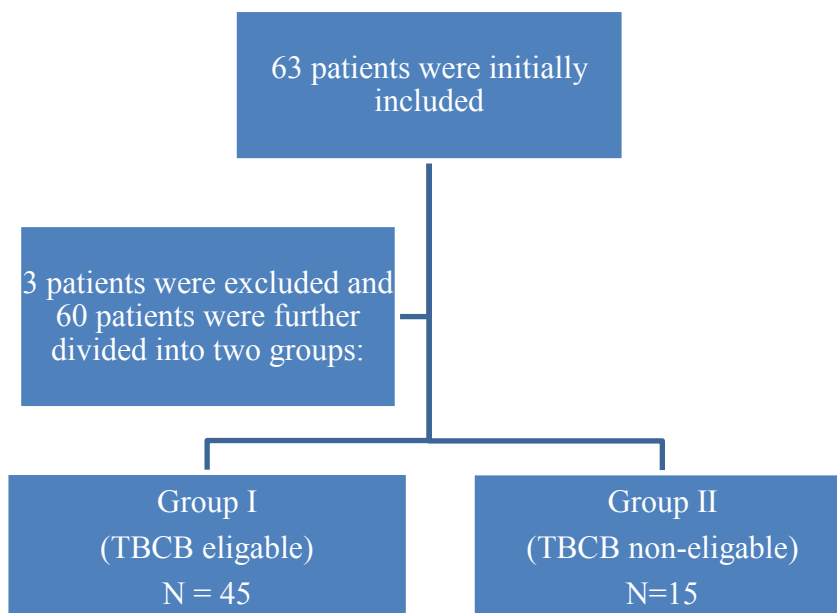 63 patients were initially
included
3 patients were excluded and
60 patients were further
divided into two groups:
Group I
(TBCB eligable)
N = 45
Group II
(TBCB non-eligable)
N=15